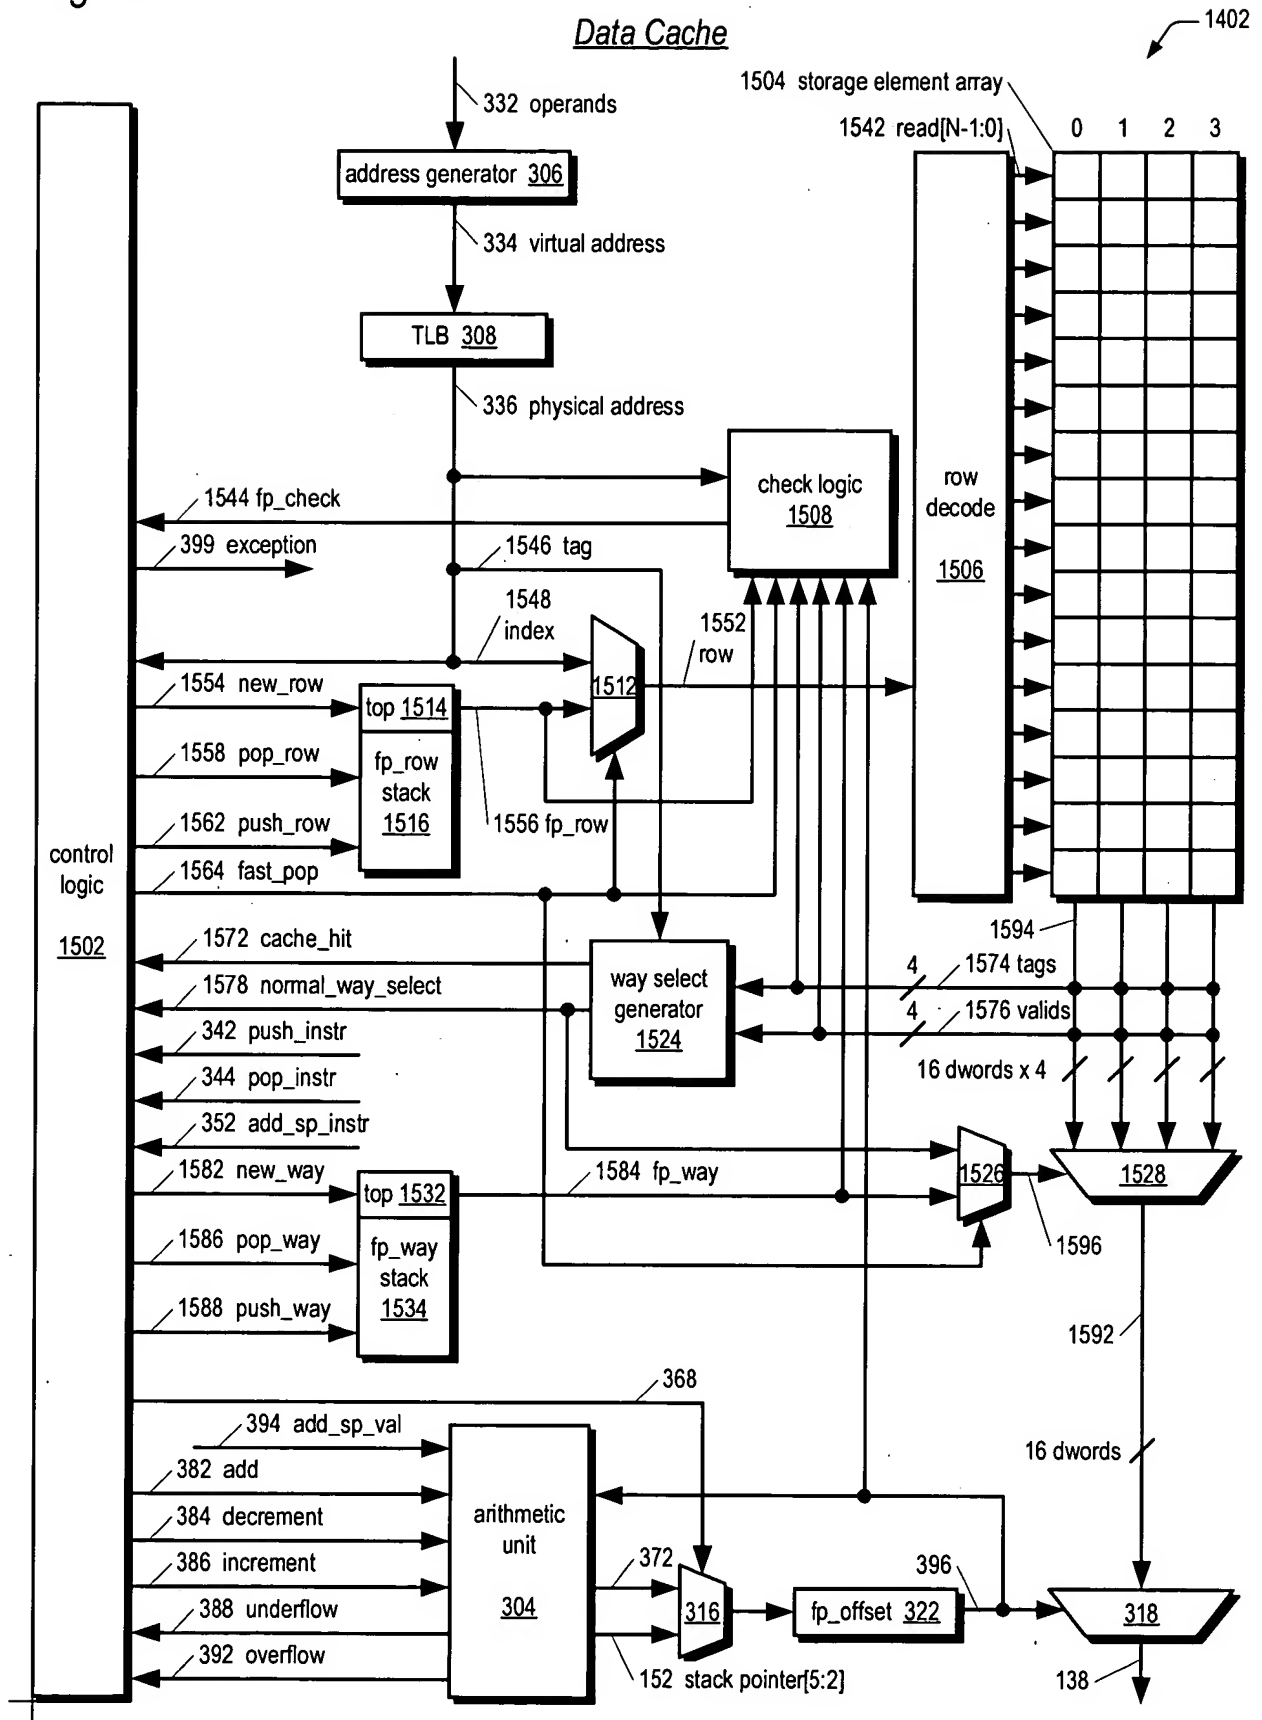 Data Cache
1402
1504 storage element array
332 operands
1542 read[N-1:0]
0 1 2 3
address generator 306
334 virtual address
TLB 308
336 physical address
check logic
1508
row
decode
1506
1544 fp_check
399 exception
1546 tag
1548
index
1512
1552
row
1554 new_row
top 1514
1558 pop_row
fp_row
stack
1516
1556 fp_row
1562 push_row
1564 fast_pop
control
logic
1502
1594
1572 cache_hit
way select
generator
1524
4
1574 tags
1578 normal_way_select
4
1576 valids
342 push_instr
16 dwords x 4
344 pop_instr
352 add_sp_instr
1582 new_way
top 1532
1584 fp_way
1526
1528
1586 pop_way
fp_way
stack
1534
1596
1588 push_way
1592
368
394 add_sp_val
16 dwords
382 add
arithmetic
unit
304
384 decrement
386 increment
372
396
388 underflow
316
fp_offset 322
318
392 overflow
152 stack pointer[5:2]
138